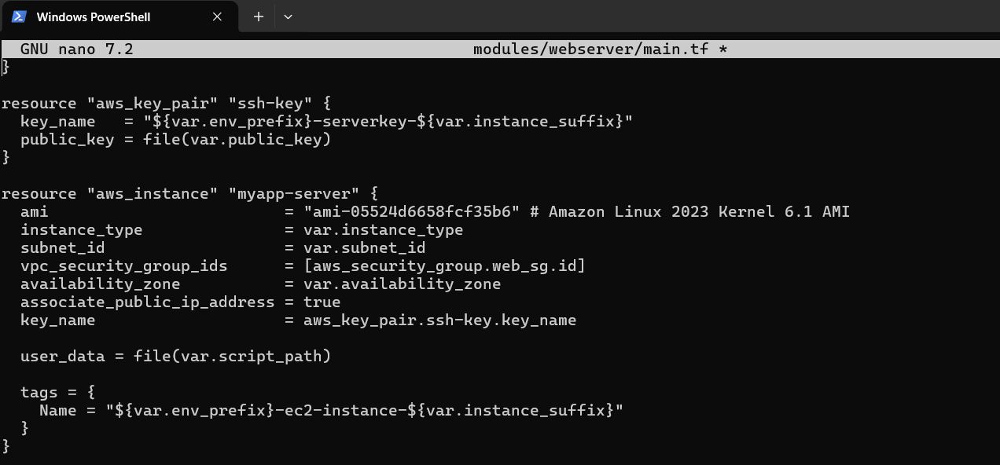 Windows PowerShell
GNU nano 7.2 modules/webserver/main.tf *
}
resource "aws_key_pair" "ssh-key" {
  key_name   = "${var.env_prefix}-serverkey-${var.instance_suffix}"
  public_key = file(var.public_key)
}
resource "aws_instance" "myapp-server" {
  ami                         = "ami-05524d6658fcf35b6" # Amazon Linux 2023 Kernel 6.1 AMI
  instance_type               = var.instance_type
  subnet_id                   = var.subnet_id
  vpc_security_group_ids      = [aws_security_group.web_sg.id]
  availability_zone           = var.availability_zone
  associate_public_ip_address = true
  key_name                    = aws_key_pair.ssh-key.key_name
  user_data = file(var.script_path)
  tags = {
    Name = "${var.env_prefix}-ec2-instance-${var.instance_suffix}"
  }
}